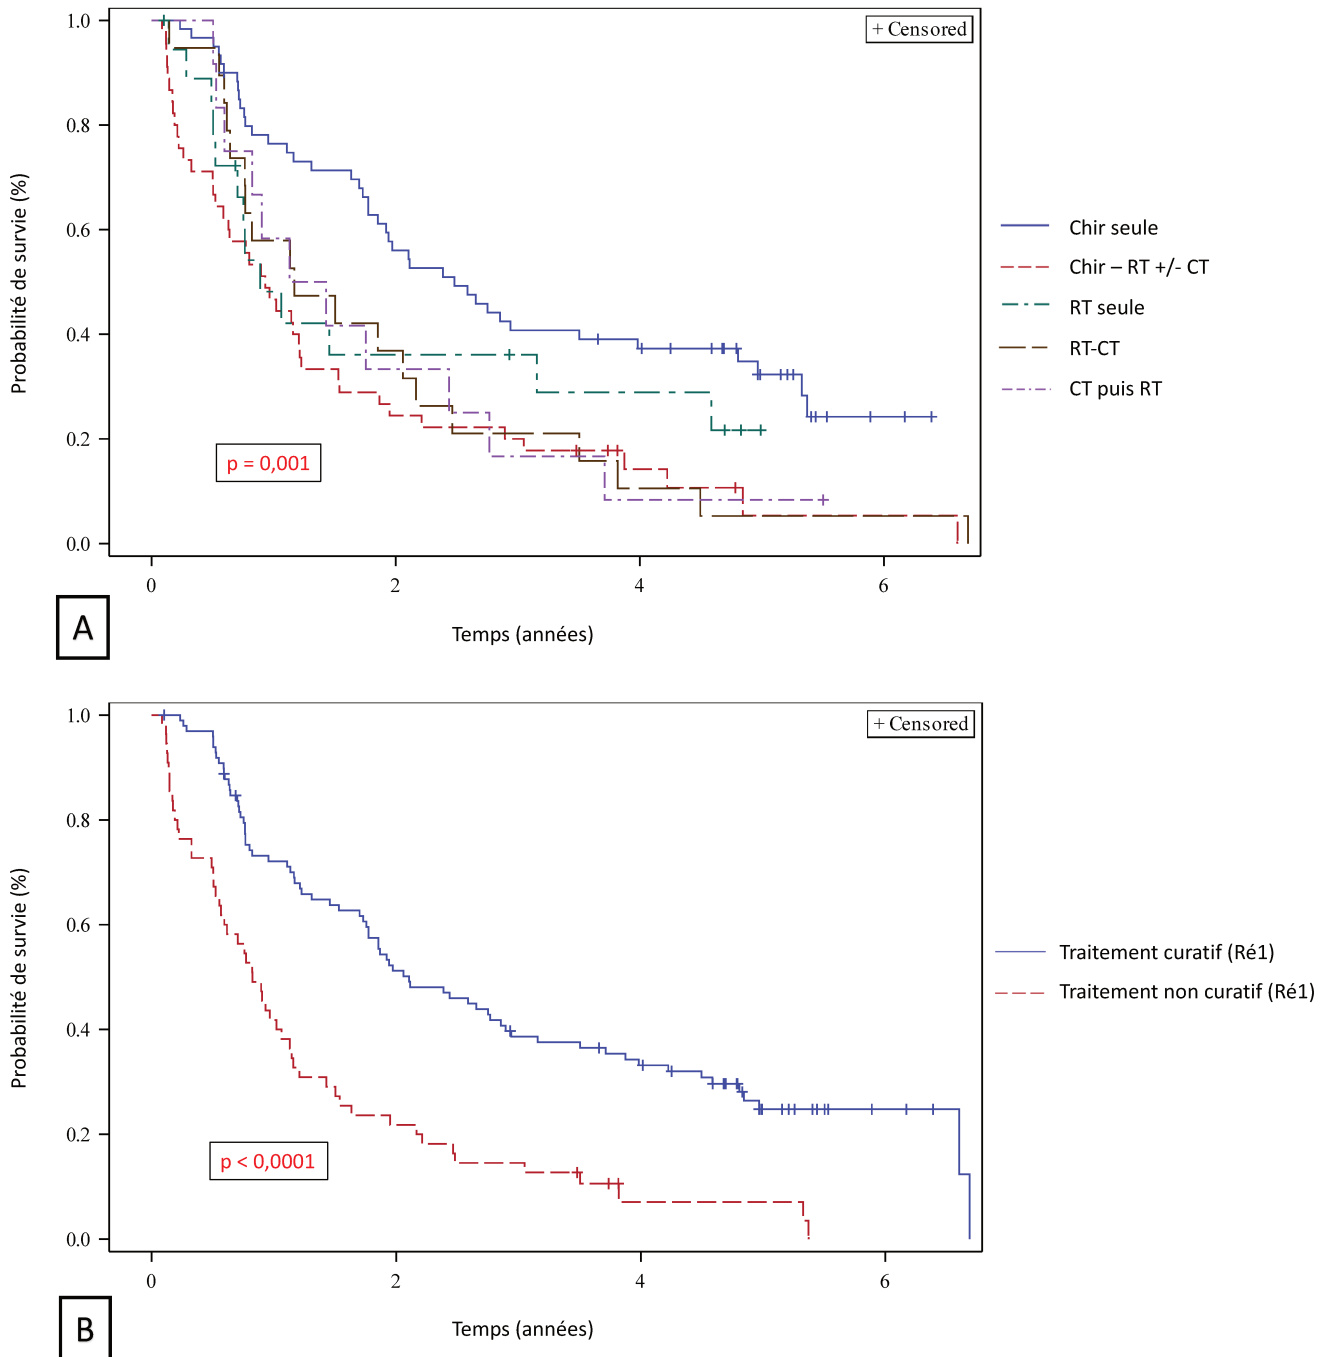 + Censored
1.0
0.8
0.6
0.4
0.2
0.0
Probabilité de survie (%)
p = 0,001
0 2 4 6
Temps (années)
A
Chir seule
Chir – RT +/- CT
RT seule
RT-CT
CT puis RT
+ Censored
1.0
0.8
0.6
0.4
0.2
0.0
Probabilité de survie (%)
p < 0,0001
0 2 4 6
Temps (années)
B
Traitement curatif (Ré1)
Traitement non curatif (Ré1)